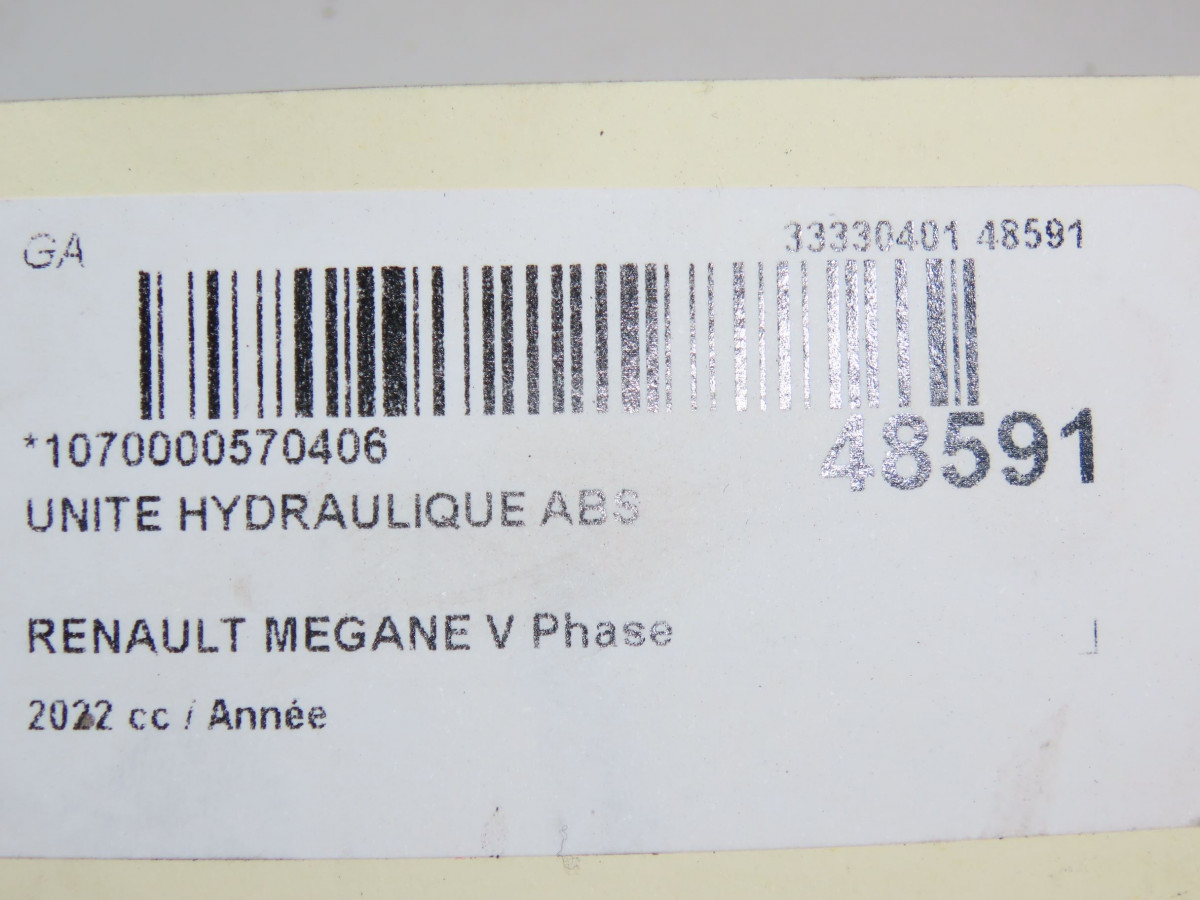 GA
33330401 48591
*1070000570406
48591
UNITE HYDRAULIQUE ABS
RENAULT MEGANE V Phase
2022 cc / Année